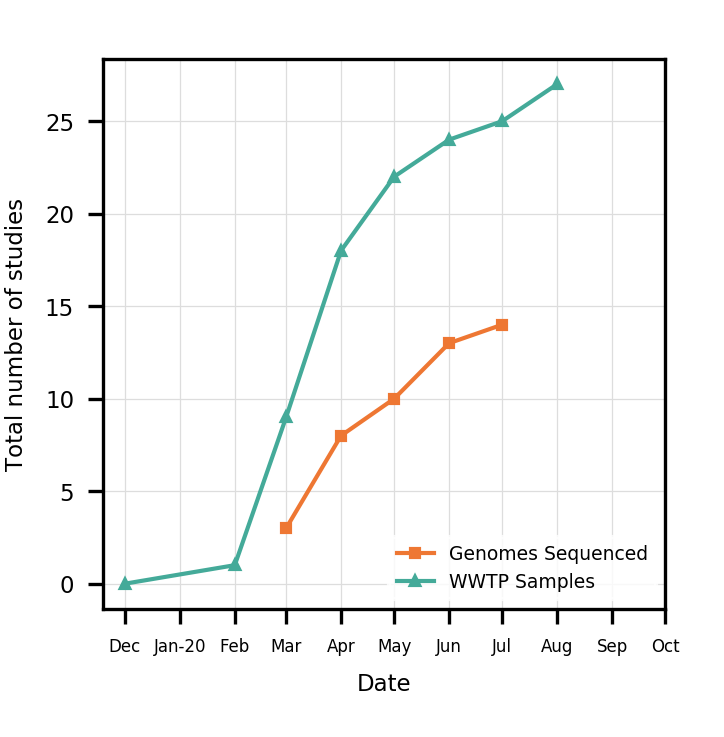 Total number of studies
25
20
15
10
5
0
Genomes Sequenced
WWTP Samples
Dec Jan-20 Feb Mar Apr May Jun Jul Aug Sep Oct
Date